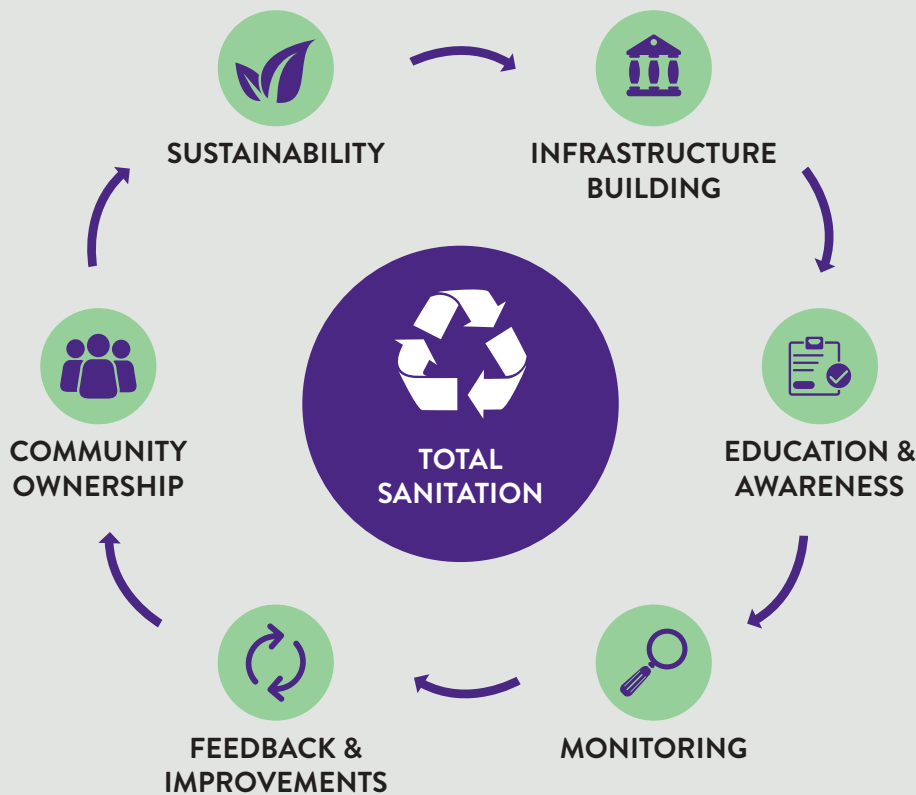 SUSTAINABILITY
INFRASTRUCTURE
BUILDING
EDUCATION &
AWARENESS
MONITORING
FEEDBACK &
IMPROVEMENTS
COMMUNITY
OWNERSHIP
TOTAL
SANITATION